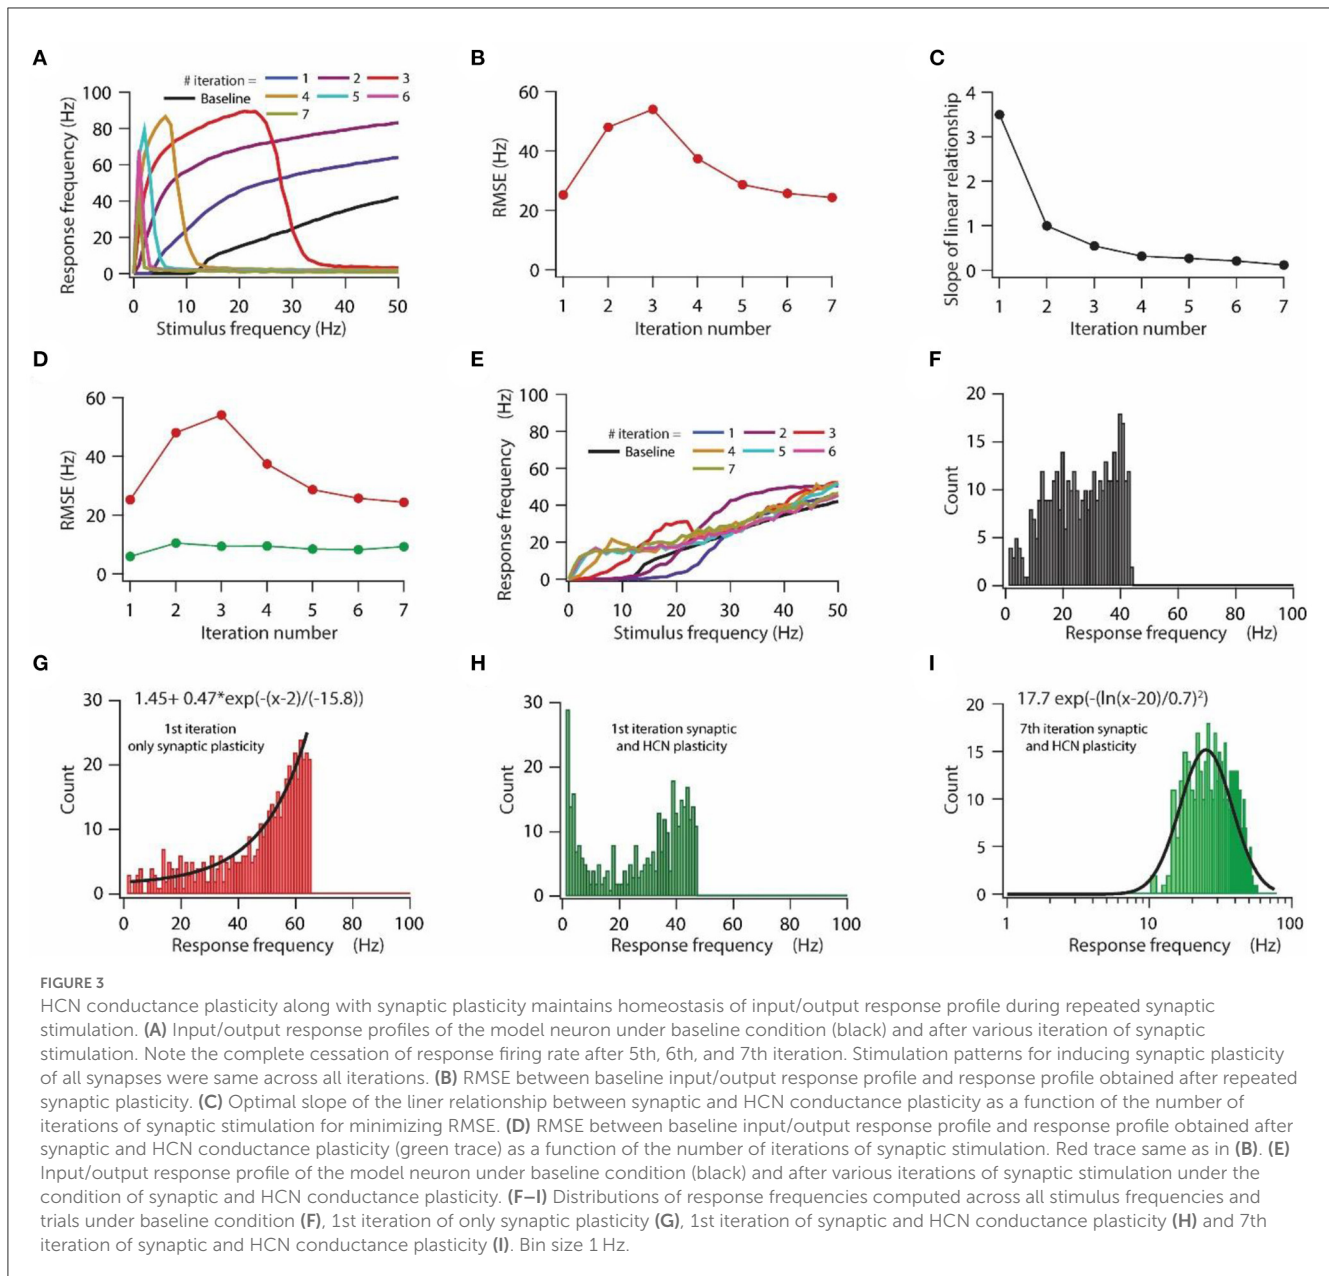 A
# iteration =
1
2
3
Baseline
4
5
6
7
Response frequency (Hz)
100
80
60
40
20
0
0 10 20 30 40 50
Stimulus frequency (Hz)
B
RMSE (Hz)
60
40
20
0
1 2 3 4 5 6 7
Iteration number
C
Slope of linear relationship
4
3
2
1
0
1 2 3 4 5 6 7
Iteration number
D
RMSE (Hz)
60
40
20
0
1 2 3 4 5 6 7
Iteration number
E
Response frequency (Hz)
100
80
60
40
20
0
# iteration =
1
2
3
Baseline
4
5
6
7
0 10 20 30 40 50
Stimulus frequency (Hz)
F
Count
20
15
10
5
0
0 20 40 60 80 100
Response frequency (Hz)
G
1.45+ 0.47*exp(-(x-2)/(-15.8))
1st iteration
only synaptic plasticity
Count
30
20
10
0
0 20 40 60 80 100
Response frequency (Hz)
H
1st iteration synaptic
and HCN plasticity
Count
30
20
10
0
0 20 40 60 80 100
Response frequency (Hz)
I
17.7 exp(-(ln(x-20)/0.7)²)
7th iteration synaptic
and HCN plasticity
Count
20
15
10
5
0
1 10 100
Response frequency (Hz)
FIGURE 3
HCN conductance plasticity along with synaptic plasticity maintains homeostasis of input/output response profile during repeated synaptic
stimulation. (A) Input/output response profiles of the model neuron under baseline condition (black) and after various iteration of synaptic
stimulation. Note the complete cessation of response firing rate after 5th, 6th, and 7th iteration. Stimulation patterns for inducing synaptic plasticity
of all synapses were same across all iterations. (B) RMSE between baseline input/output response profile and response profile obtained after repeated
synaptic plasticity. (C) Optimal slope of the liner relationship between synaptic and HCN conductance plasticity as a function of the number of
iterations of synaptic stimulation for minimizing RMSE. (D) RMSE between baseline input/output response profile and response profile obtained after
synaptic and HCN conductance plasticity (green trace) as a function of the number of iterations of synaptic stimulation. Red trace same as in (B). (E)
Input/output response profile of the model neuron under baseline condition (black) and after various iterations of synaptic stimulation under the
condition of synaptic and HCN conductance plasticity. (F–I) Distributions of response frequencies computed across all stimulus frequencies and
trials under baseline condition (F), 1st iteration of only synaptic plasticity (G), 1st iteration of synaptic and HCN conductance plasticity (H) and 7th
iteration of synaptic and HCN conductance plasticity (I). Bin size 1 Hz.